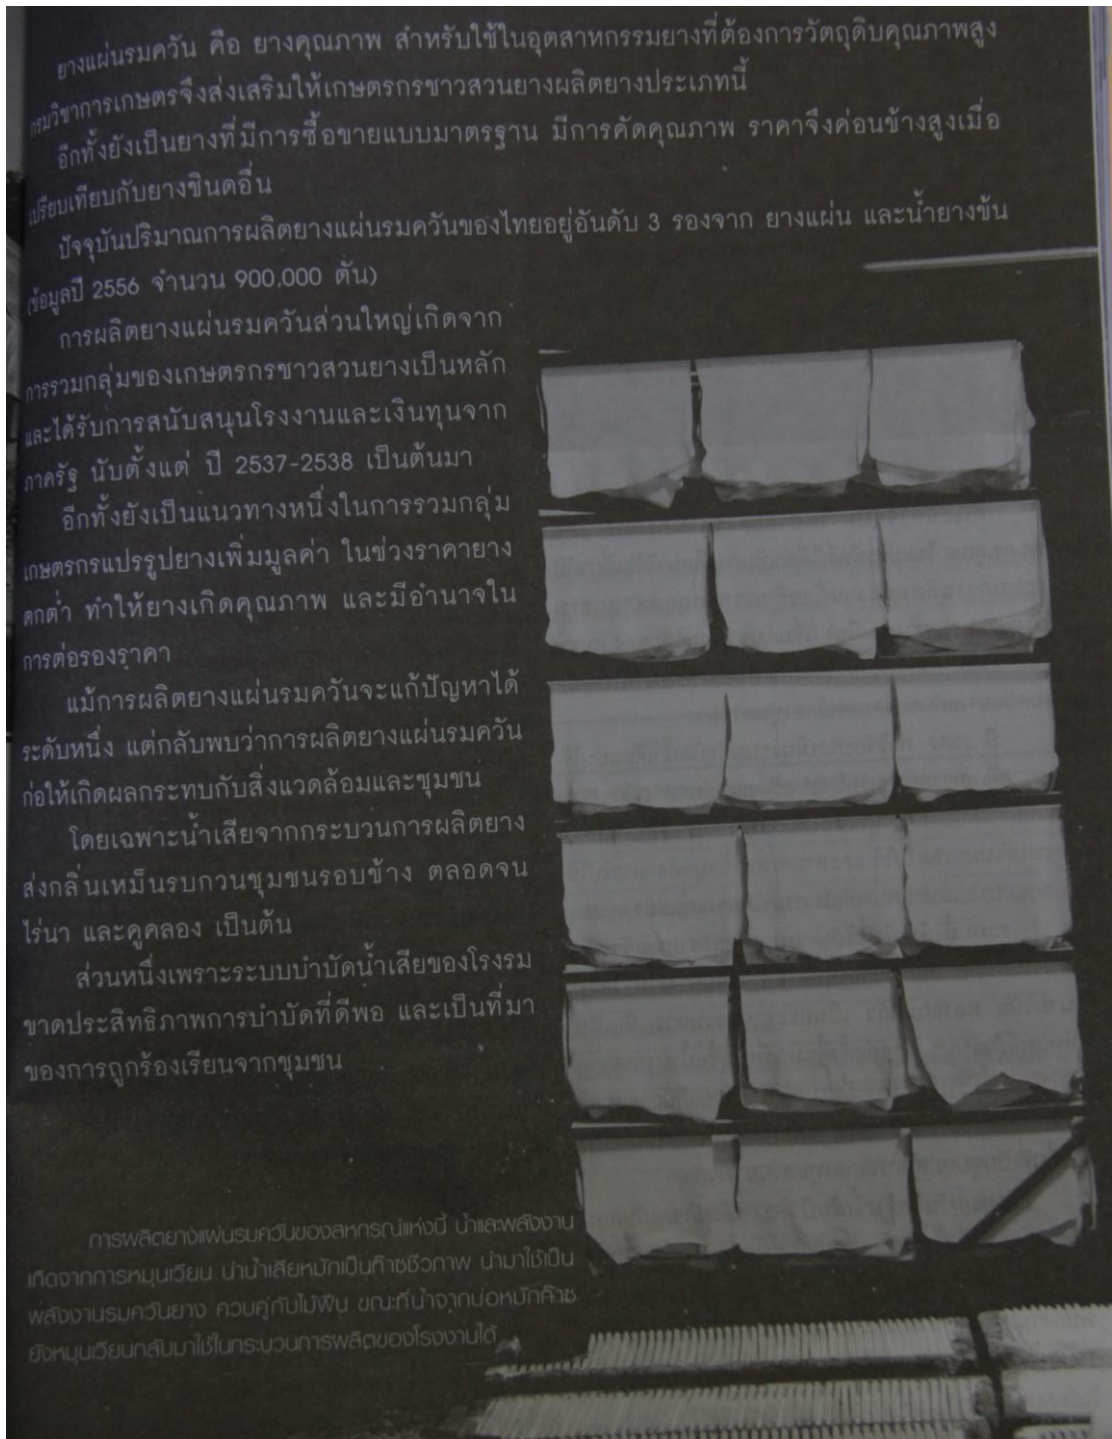 ยางแผ่นรมควัน คือ ยางคุณภาพ สำหรับใช้ในอุตสาหกรรมยางที่ต้องการวัตถุดิบคุณภาพสูง
กรมวิชาการเกษตรจึงส่งเสริมให้เกษตรกรชาวสวนยางผลิตยางประเภทนี้
อีกทั้งยังเป็นยางที่มีการซื้อขายแบบมาตรฐาน มีการคัดคุณภาพ ราคาจึงค่อนข้างสูงเมื่อ
เปรียบเทียบกับยางชินดอื่น
ปัจจุบันปริมาณการผลิตยางแผ่นรมควันของไทยอยู่อันดับ 3 รองจาก ยางแผ่น และน้ำยางข้น
(ข้อมูลปี 2556 จำนวน 900,000 ตัน)
การผลิตยางแผ่นรมควันส่วนใหญ่เกิดจาก
การรวมกลุ่มของเกษตรกรชาวสวนยางเป็นหลัก
และได้รับการสนับสนุนโรงงานและเงินทุนจาก
ภาครัฐ นับตั้งแต่ ปี 2537-2538 เป็นต้นมา
อีกทั้งยังเป็นแนวทางหนึ่งในการรวมกลุ่ม
เกษตรกรแปรรูปยางเพิ่มมูลค่า ในช่วงราคายาง
ตกต่ำ ทำให้ยางเกิดคุณภาพ และมีอำนาจใน
การต่อรองราคา
แม้การผลิตยางแผ่นรมควันจะแก้ปัญหาได้
ระดับหนึ่ง แต่กลับพบว่าการผลิตยางแผ่นรมควัน
ก่อให้เกิดผลกระทบกับสิ่งแวดล้อมและชุมชน
โดยเฉพาะน้ำเสียจากกระบวนการผลิตยาง
ส่งกลิ่นเหม็นรบกวนชุมชนรอบข้าง ตลอดจน
ไร่นา และคูคลอง เป็นต้น
ส่วนหนึ่งเพราะระบบบำบัดน้ำเสียของโรงรม
ขาดประสิทธิภาพการบำบัดที่ดีพอ และเป็นที่มา
ของการถูกร้องเรียนจากชุมชน
การผลิตยางแผ่นรมควันของสหกรณ์แห่งนี้ น้ำและพลังงาน
เกิดจากการหมุนเวียน นำน้ำเสียหมักเป็นก๊าซชีวภาพ นำมาใช้เป็น
พลังงานรมควันยาง ควบคู่กับไม้ฟืน ขณะที่น้ำจากบ่อหมักก๊าซ
ยังหมุนเวียนกลับมาใช้ในกระบวนการผลิตของโรงงานได้